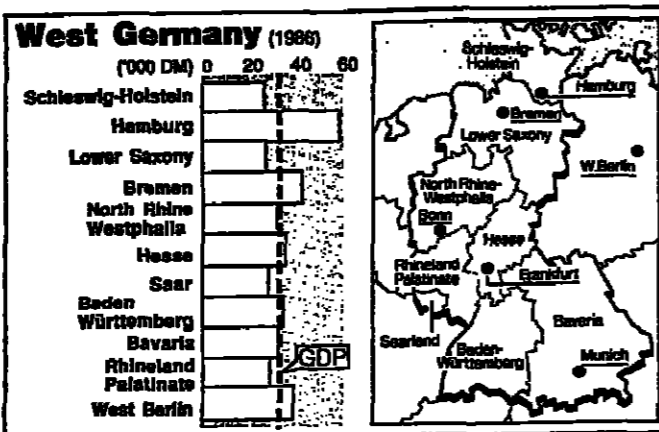 West Germany (1986)
('000 DM) 0 20 40 60
Schleswig-Holstein
Hamburg
Lower Saxony
Bremen
North Rhine
Westphalia
Hesse
Saar
Baden
Württemberg
Bavaria
Rhineland
Palatinate
West Berlin
GDP
Schleswig-
Holstein
Hamburg
Bremen
Lower Saxony
W.Berlin
North Rhine-
Westphalia
Bonn
Hesse
Rhineland
Palatinate
Frankfurt
Saarland
Baden-
Württemberg
Bavaria
Munich